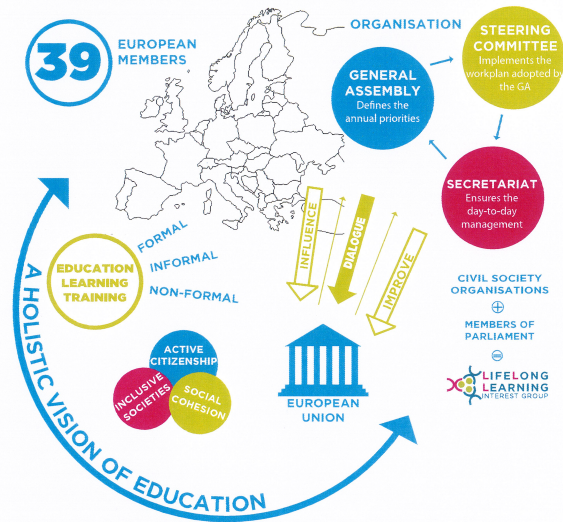 39
EUROPEAN
MEMBERS
ORGANISATION
GENERAL
ASSEMBLY
Defines the
annual priorities
STEERING
COMMITTEE
Implements the
workplan adopted by
the GA
SECRETARIAT
Ensures the
day-to-day
management
EDUCATION
LEARNING
TRAINING
FORMAL
INFORMAL
NON-FORMAL
INFLUENCE
DIALOGUE
IMPROVE
CIVIL SOCIETY
ORGANISATIONS
+
MEMBERS OF
PARLIAMENT
=
LIFELONG
LEARNING
INTEREST GROUP
ACTIVE
CITIZENSHIP
INCLUSIVE
SOCIETIES
SOCIAL
COHESION
EUROPEAN
UNION
A HOLISTIC VISION OF EDUCATION